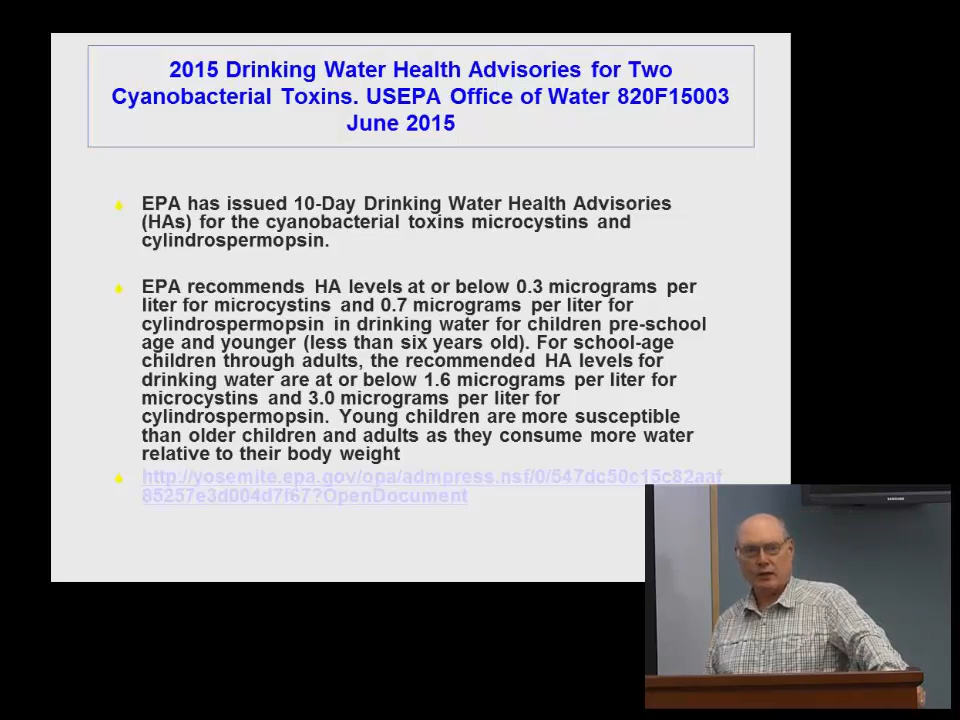 2015 Drinking Water Health Advisories for Two
Cyanobacterial Toxins. USEPA Office of Water 820F15003
June 2015
EPA has issued 10-Day Drinking Water Health Advisories
(HAs) for the cyanobacterial toxins microcystins and
cylindrospermopsin.
EPA recommends HA levels at or below 0.3 micrograms per
liter for microcystins and 0.7 micrograms per liter for
cylindrospermopsin in drinking water for children pre-school
age and younger (less than six years old). For school-age
children through adults, the recommended HA levels for
drinking water are at or below 1.6 micrograms per liter for
microcystins and 3.0 micrograms per liter for
cylindrospermopsin. Young children are more susceptible
than older children and adults as they consume more water
relative to their body weight
http://yosemite.epa.gov/opa/admpress.nsf/0/547dc50c15c82aaf
85257e3d004d7f67?OpenDocument
SAMSUNG